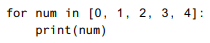 for num in [0, 1, 2, 3, 4]:
    print(num)